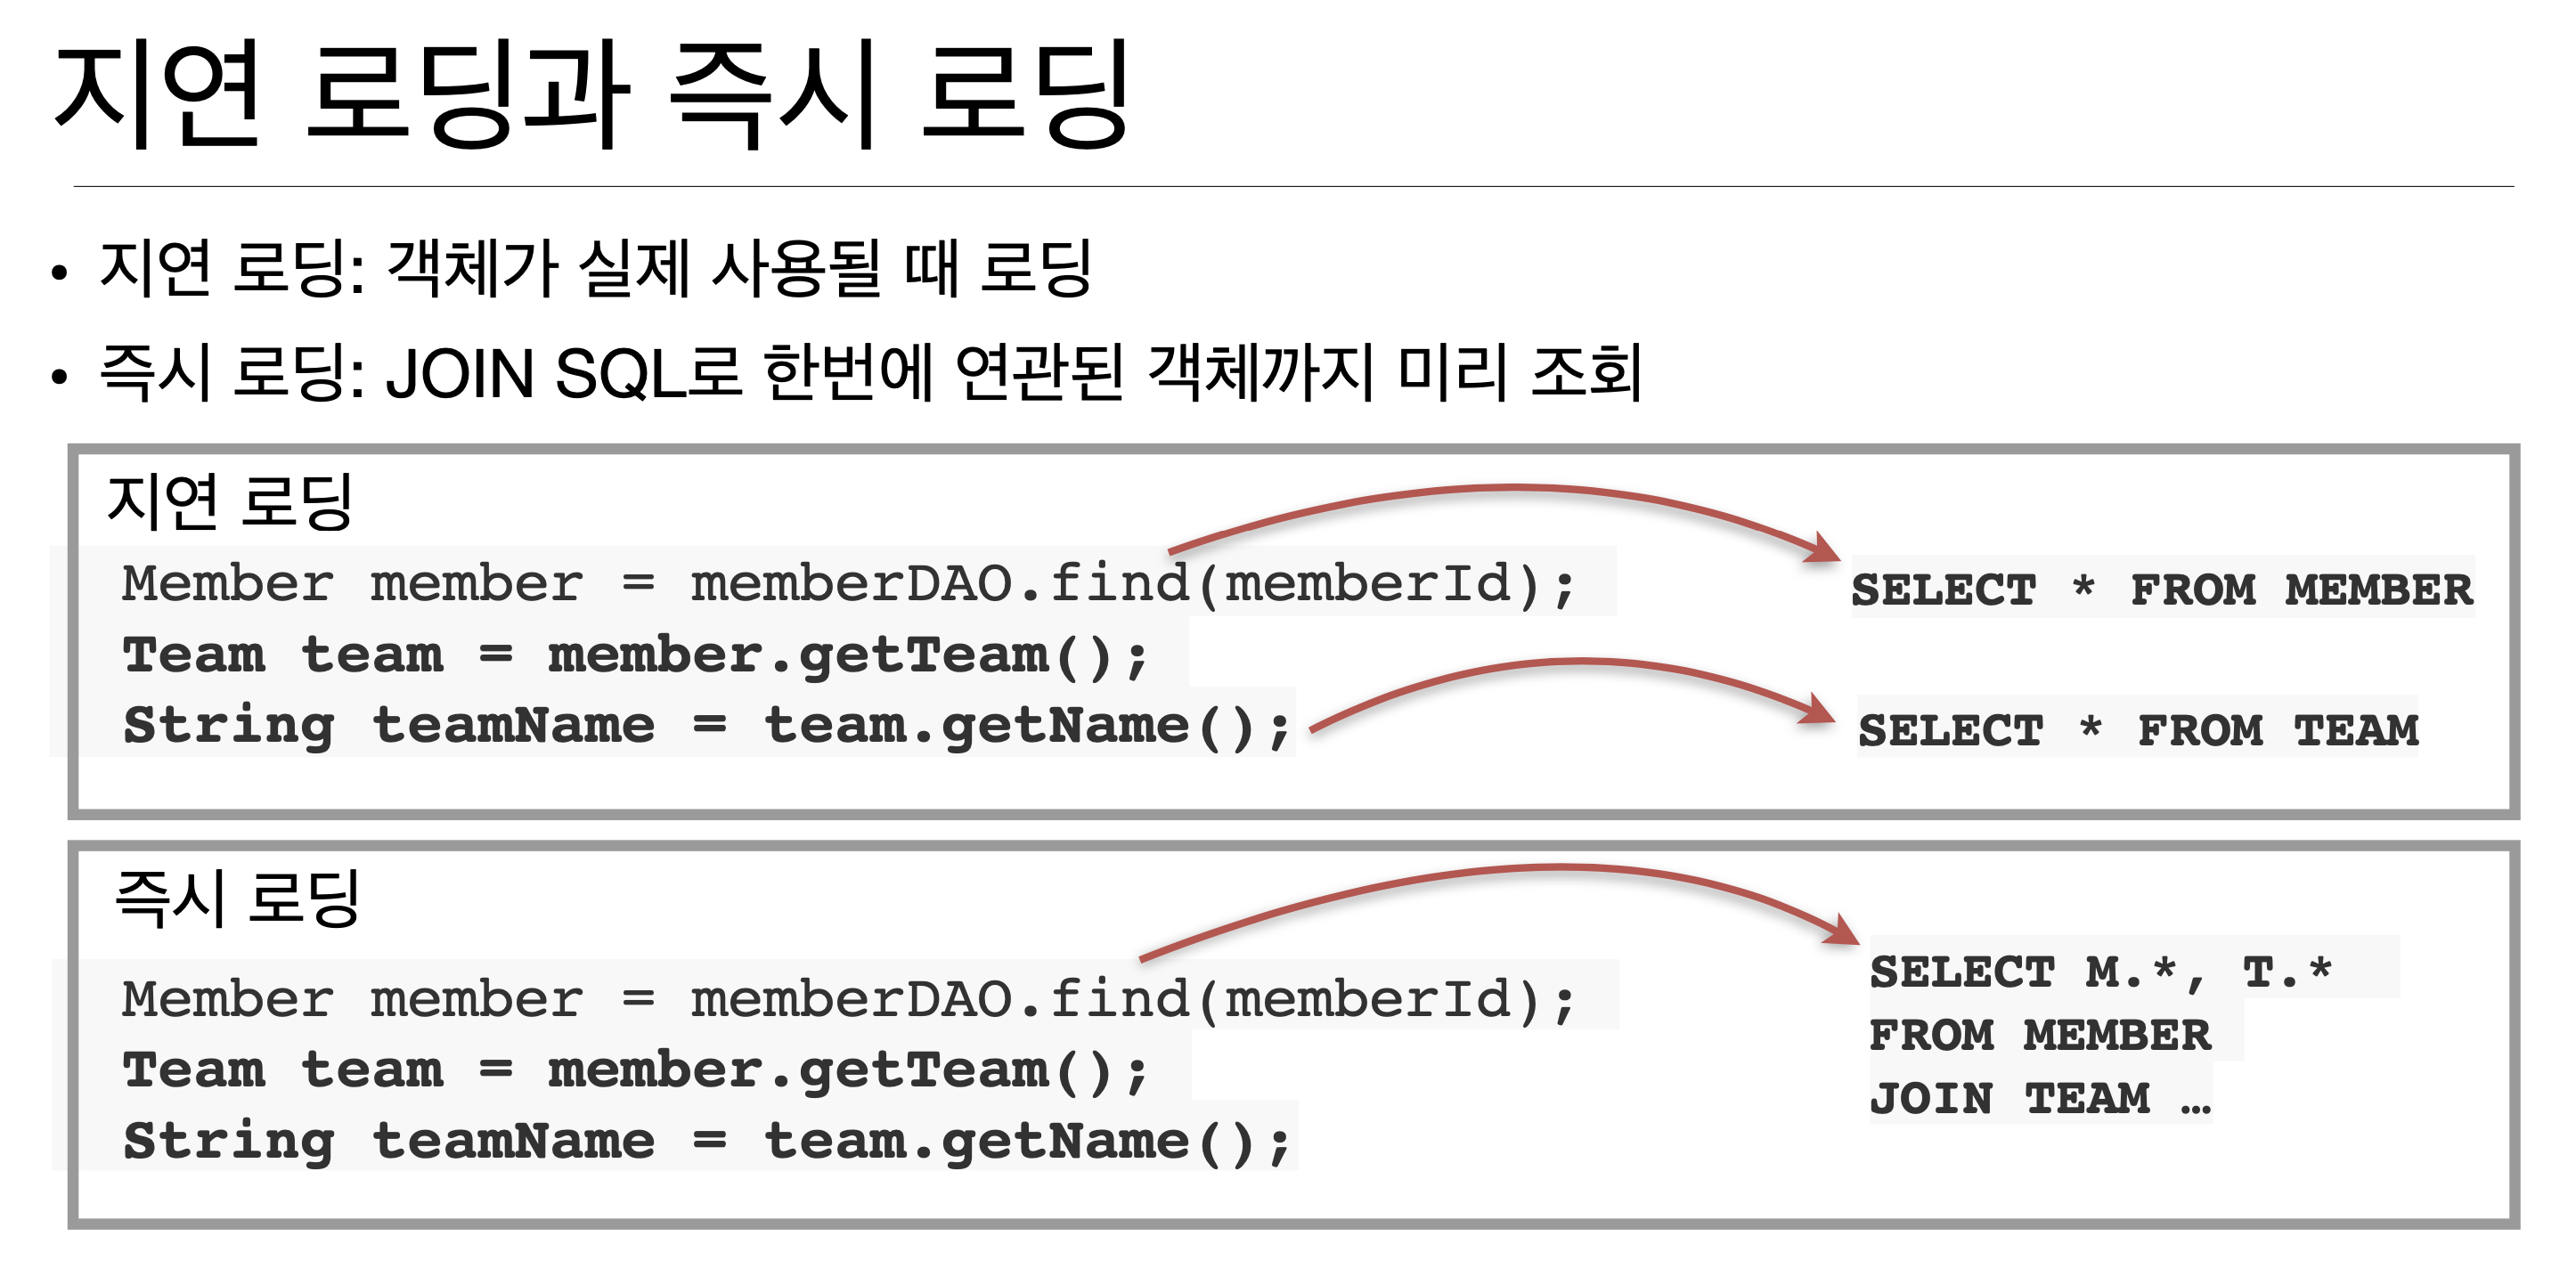 지연 로딩과 즉시 로딩
• 지연 로딩: 객체가 실제 사용될 때 로딩
• 즉시 로딩: JOIN SQL로 한번에 연관된 객체까지 미리 조회
지연 로딩
Member member = memberDAO.find(memberId);
SELECT * FROM MEMBER
Team team = member.getTeam();
String teamName = team.getName();
SELECT * FROM TEAM
즉시 로딩
Member member = memberDAO.find(memberId);
Team team = member.getTeam();
String teamName = team.getName();
SELECT M.*, T.*
FROM MEMBER
JOIN TEAM …